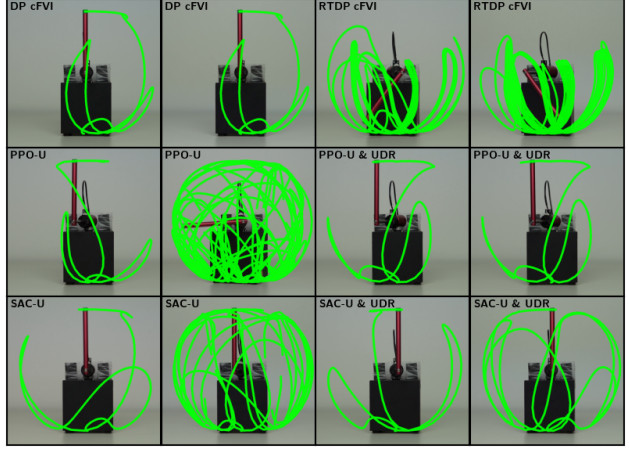 DP cFVI
DP cFVI
RTDP cFVI
RTDP cFVI
PPO-U
PPO-U
PPO-U & UDR
PPO-U & UDR
SAC-U
SAC-U
SAC-U & UDR
SAC-U & UDR